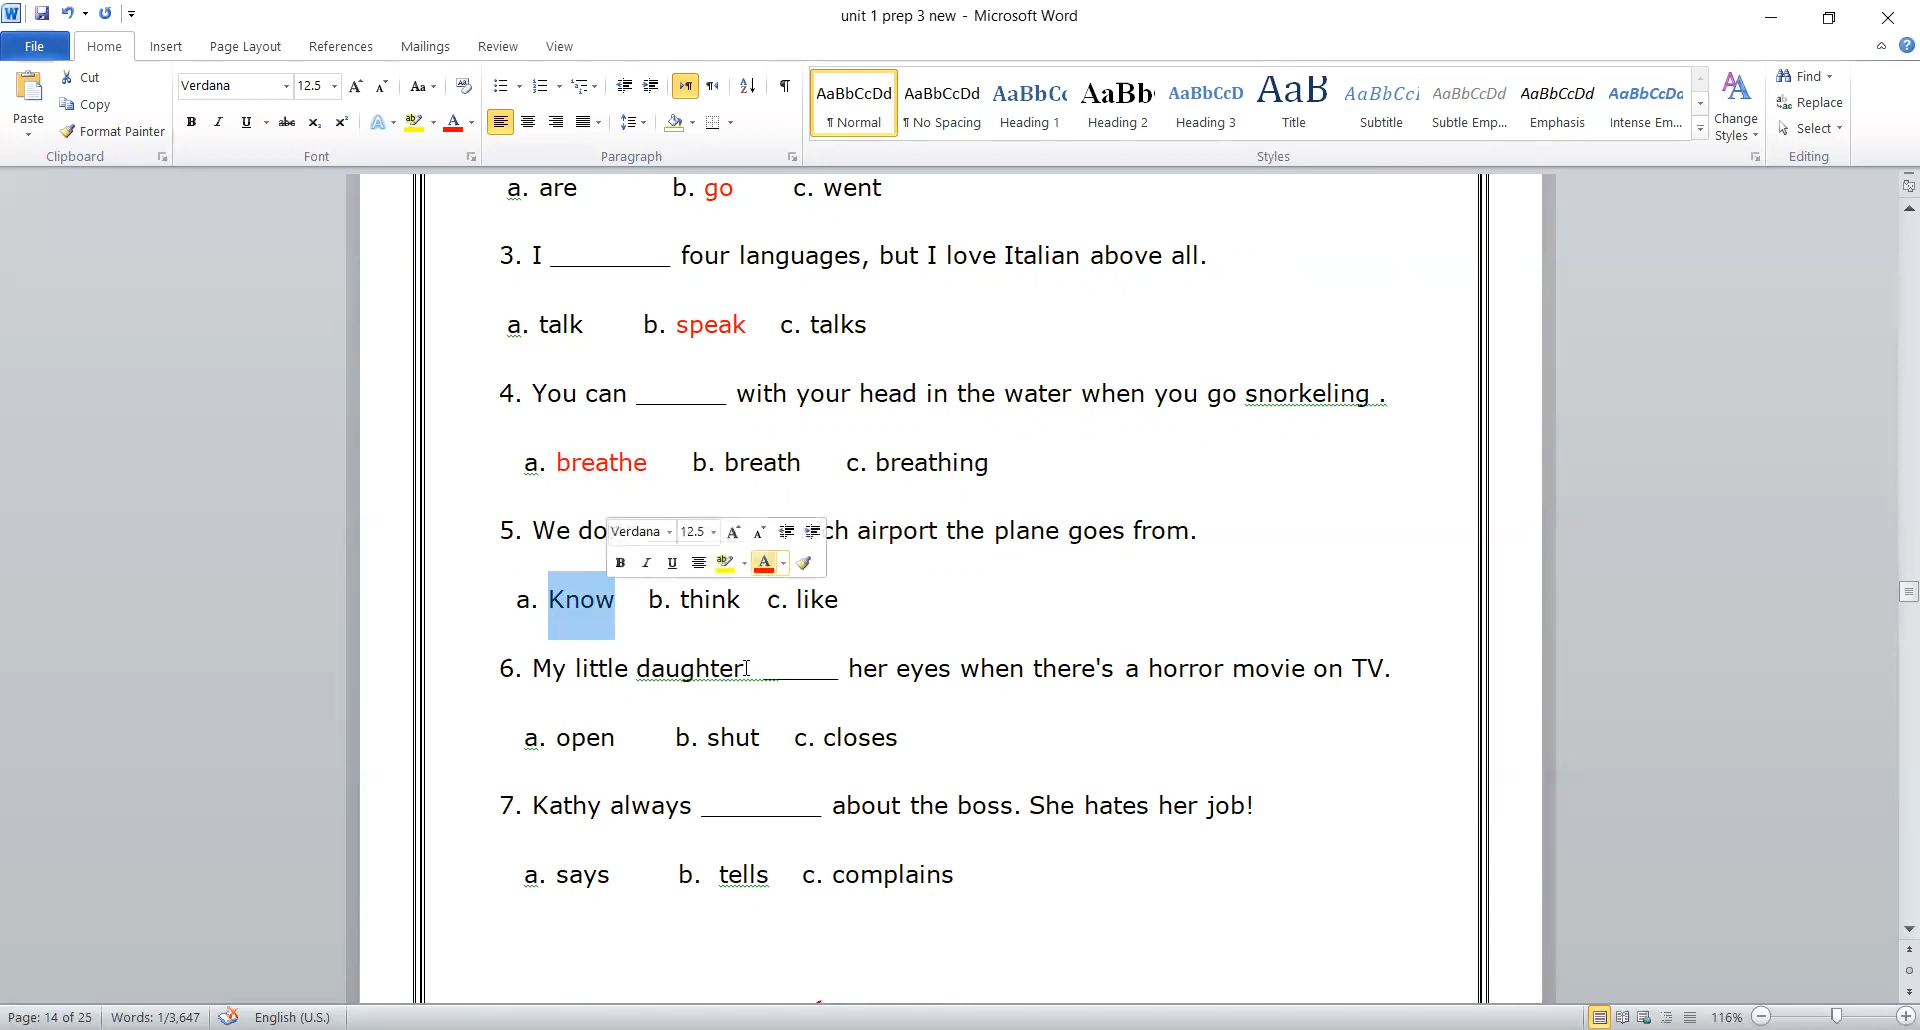 unit 1 prep 3 new - Microsoft Word
File Home Insert Page Layout References Mailings Review View
Paste Cut Copy Format Painter
Verdana 12.5
AaBbCcDd AaBbCcDd AaBbCc AaBb AaBbCcD AaB AaBbCcI AaBbCcDd AaBbCcDd AaBbCcDd
¶ Normal ¶ No Spacing Heading 1 Heading 2 Heading 3 Title Subtitle Subtle Emp... Emphasis Intense Em...
Change Styles
Find
Replace
Select
Clipboard Font Paragraph Styles Editing
a. are b. go c. went
3. I _________ four languages, but I love Italian above all.
a. talk b. speak c. talks
4. You can _______ with your head in the water when you go snorkeling .
a. breathe b. breath c. breathing
5. We do ch airport the plane goes from.
Verdana 12.5
a. Know b. think c. like
6. My little daughter ______ her eyes when there's a horror movie on TV.
a. open b. shut c. closes
7. Kathy always _________ about the boss. She hates her job!
a. says b. tells c. complains
Page: 14 of 25 Words: 1/3,647 English (U.S.) 116%